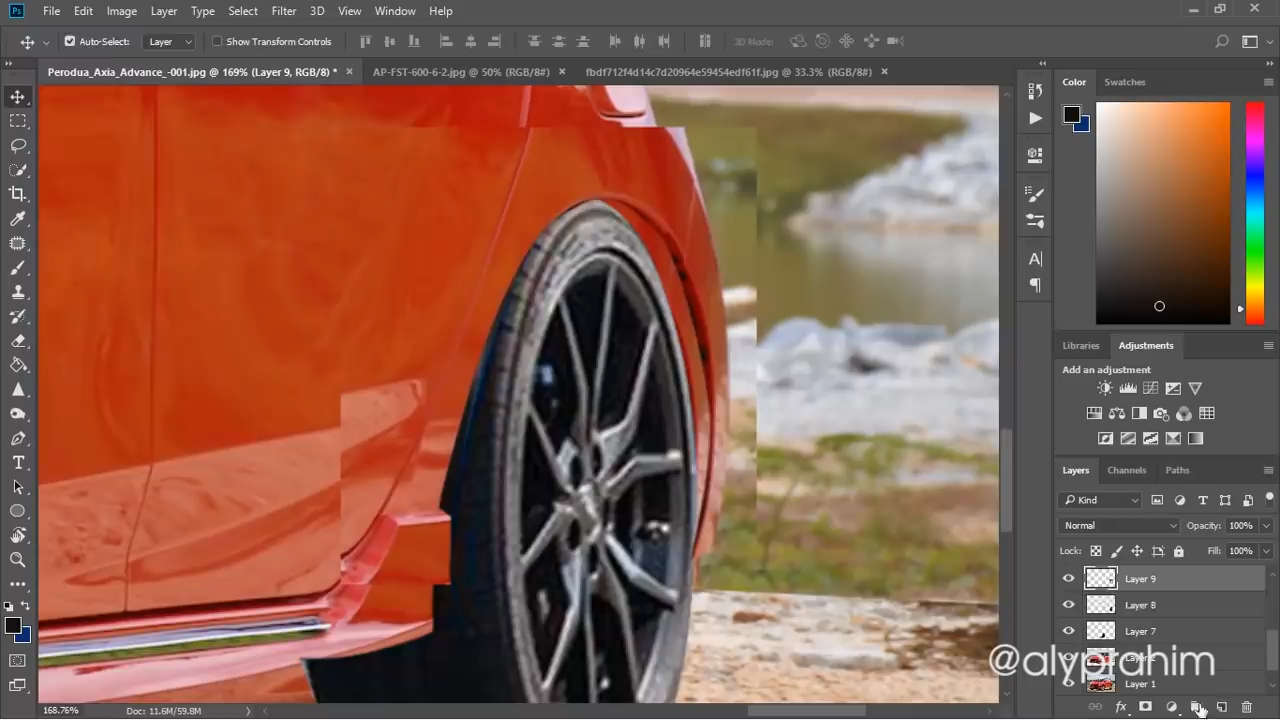 Ps File Edit Image Layer Type Select Filter 3D View Window Help
Auto-Select: Layer Show Transform Controls 3D Mode:
Perodua_Axia_Advance_-001.jpg @ 169% (Layer 9, RGB/8) * AP-FST-600-6-2.jpg @ 50% (RGB/8#) fbdf712f4d14c7d20964e59454edf61f.jpg @ 33.3% (RGB/8#)
Color Swatches
Libraries Adjustments
Add an adjustment
Layers Channels Paths
Kind
Normal Opacity: 100%
Lock: Fill: 100%
Layer 9
Layer 8
Layer 7
@alyprahim
Layer 1
168.76% Doc: 11.6M/59.8M